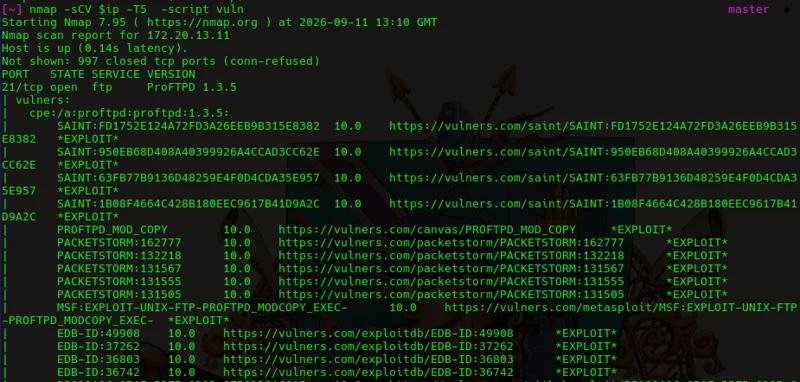 [~] nmap -sCV $ip -T5  -script vuln master
Starting Nmap 7.95 ( https://nmap.org ) at 2026-09-11 13:10 GMT
Nmap scan report for 172.20.13.11
Host is up (0.14s latency).
Not shown: 997 closed tcp ports (conn-refused)
PORT   STATE SERVICE VERSION
21/tcp open  ftp     ProFTPD 1.3.5
| vulners:
|   cpe:/a:proftpd:proftpd:1.3.5:
|       SAINT:FD1752E124A72FD3A26EEB9B315E8382  10.0    https://vulners.com/saint/SAINT:FD1752E124A72FD3A26EEB9B315
E8382   *EXPLOIT*
|       SAINT:950EB68D408A40399926A4CCAD3CC62E  10.0    https://vulners.com/saint/SAINT:950EB68D408A40399926A4CCAD3
CC62E   *EXPLOIT*
|       SAINT:63FB77B9136D48259E4F0D4CDA35E957  10.0    https://vulners.com/saint/SAINT:63FB77B9136D48259E4F0D4CDA3
5E957   *EXPLOIT*
|       SAINT:1B08F4664C428B180EEC9617B41D9A2C  10.0    https://vulners.com/saint/SAINT:1B08F4664C428B180EEC9617B41
D9A2C   *EXPLOIT*
|       PROFTPD_MOD_COPY        10.0    https://vulners.com/canvas/PROFTPD_MOD_COPY     *EXPLOIT*
|       PACKETSTORM:162777      10.0    https://vulners.com/packetstorm/PACKETSTORM:162777      *EXPLOIT*
|       PACKETSTORM:132218      10.0    https://vulners.com/packetstorm/PACKETSTORM:132218      *EXPLOIT*
|       PACKETSTORM:131567      10.0    https://vulners.com/packetstorm/PACKETSTORM:131567      *EXPLOIT*
|       PACKETSTORM:131555      10.0    https://vulners.com/packetstorm/PACKETSTORM:131555      *EXPLOIT*
|       PACKETSTORM:131505      10.0    https://vulners.com/packetstorm/PACKETSTORM:131505      *EXPLOIT*
|       MSF:EXPLOIT-UNIX-FTP-PROFTPD_MODCOPY_EXEC-      10.0    https://vulners.com/metasploit/MSF:EXPLOIT-UNIX-FTP
-PROFTPD_MODCOPY_EXEC-  *EXPLOIT*
|       EDB-ID:49908    10.0    https://vulners.com/exploitdb/EDB-ID:49908      *EXPLOIT*
|       EDB-ID:37262    10.0    https://vulners.com/exploitdb/EDB-ID:37262      *EXPLOIT*
|       EDB-ID:36803    10.0    https://vulners.com/exploitdb/EDB-ID:36803      *EXPLOIT*
|       EDB-ID:36742    10.0    https://vulners.com/exploitdb/EDB-ID:36742      *EXPLOIT*